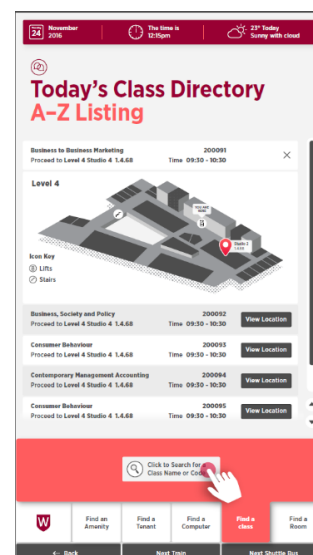 November
24 2016
The time is
12:15pm
23° Today
Sunny with cloud
Today's Class Directory
A–Z Listing
Business to Business Marketing 200091
Proceed to Level 4 Studio 4 1.4.68 Time 09:30 - 10:30
Level 4
Icon Key
Lifts
Stairs
Business, Society and Policy 200092
Proceed to Level 4 Studio 4 1.4.68 Time 09:30 - 10:30
View Location
Consumer Behaviour 200093
Proceed to Level 4 Studio 4 1.4.68 Time 09:30 - 10:30
View Location
Contemporary Management Accounting 200094
Proceed to Level 4 Studio 4 1.4.68 Time 09:30 - 10:30
View Location
Consumer Behaviour 200095
Proceed to Level 4 Studio 4 1.4.68 Time 09:30 - 10:30
View Location
Click to Search for a
Class Name or Code
W
Find an
Amenity
Find a
Tenant
Find a
Computer
Find a
class
Find a
Room
← Back
Next Train
Next Shuttle Bus